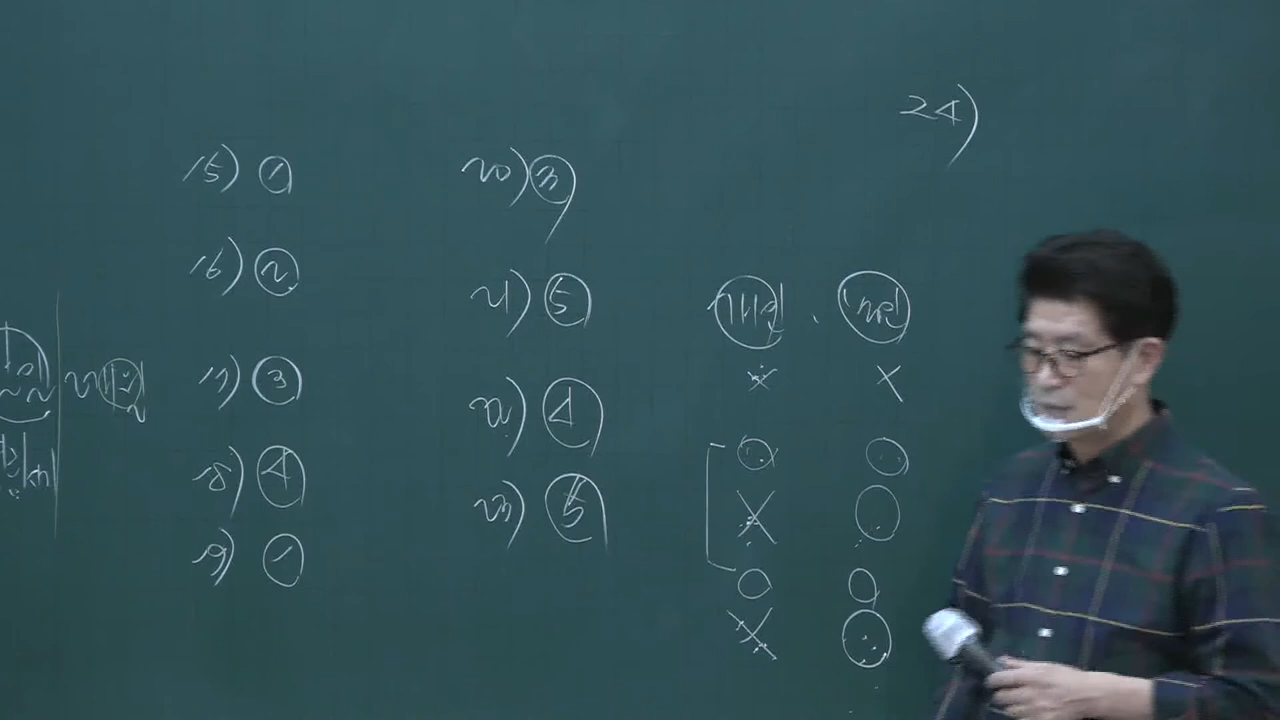 24)
15) ①
16) ②
17) ③
18) ④
19) ①
20) ③
21) ⑤
22) ④
23) ⑤
X X
O O
X O
O O
X O